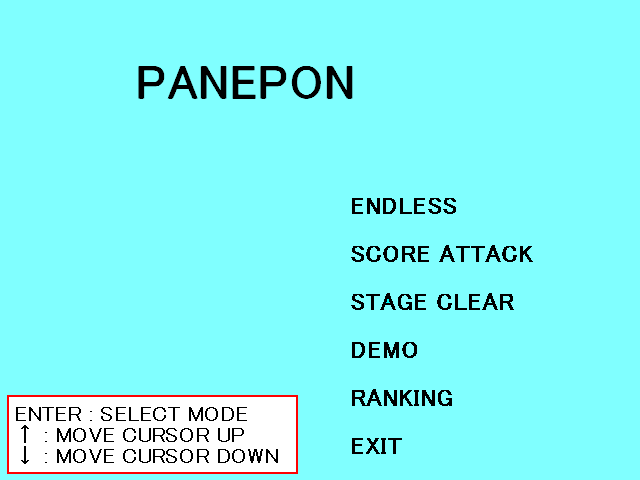 PANEPON
ENDLESS
SCORE ATTACK
STAGE CLEAR
DEMO
RANKING
EXIT
ENTER : SELECT MODE
↑ : MOVE CURSOR UP
↓ : MOVE CURSOR DOWN